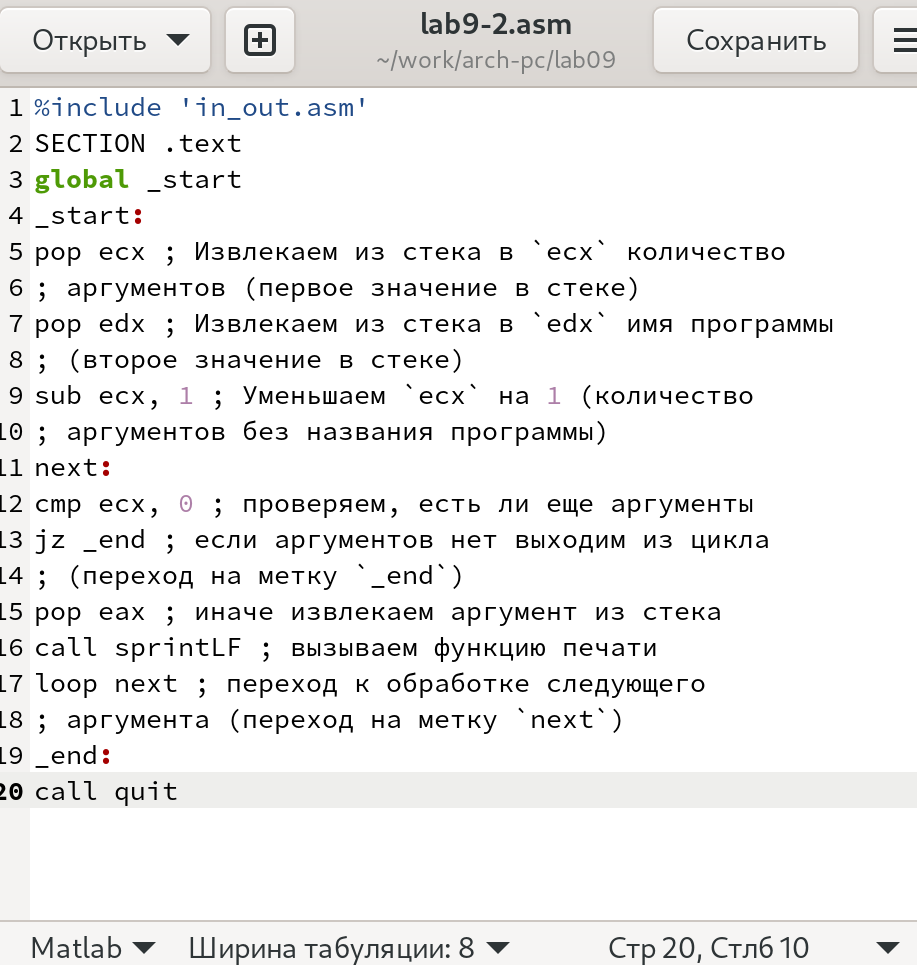 Открыть
lab9-2.asm
~/work/arch-pc/lab09
Сохранить
1 %include 'in_out.asm'
2 SECTION .text
3 global _start
4 _start:
5 pop ecx ; Извлекаем из стека в `ecx` количество
6 ; аргументов (первое значение в стеке)
7 pop edx ; Извлекаем из стека в `edx` имя программы
8 ; (второе значение в стеке)
9 sub ecx, 1 ; Уменьшаем `ecx` на 1 (количество
10 ; аргументов без названия программы)
11 next:
12 cmp ecx, 0 ; проверяем, есть ли еще аргументы
13 jz _end ; если аргументов нет выходим из цикла
14 ; (переход на метку `_end`)
15 pop eax ; иначе извлекаем аргумент из стека
16 call sprintLF ; вызываем функцию печати
17 loop next ; переход к обработке следующего
18 ; аргумента (переход на метку `next`)
19 _end:
20 call quit
Matlab Ширина табуляции: 8 Стр 20, Стлб 10